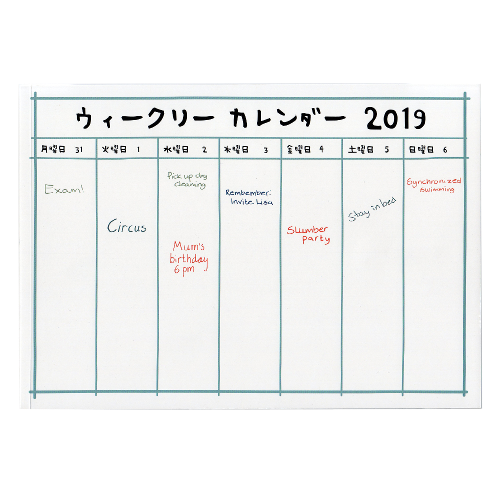 ウィークリー カレンダー 2019
月曜日 31 火曜日 1 水曜日 2 木曜日 3 金曜日 4 土曜日 5 日曜日 6
Exam!
Circus
Pick up dry
cleaning
Mum's
birthday
6pm
Remember:
Invite Lisa
Slumber
party
Stay in bed
Synchronized
swimming